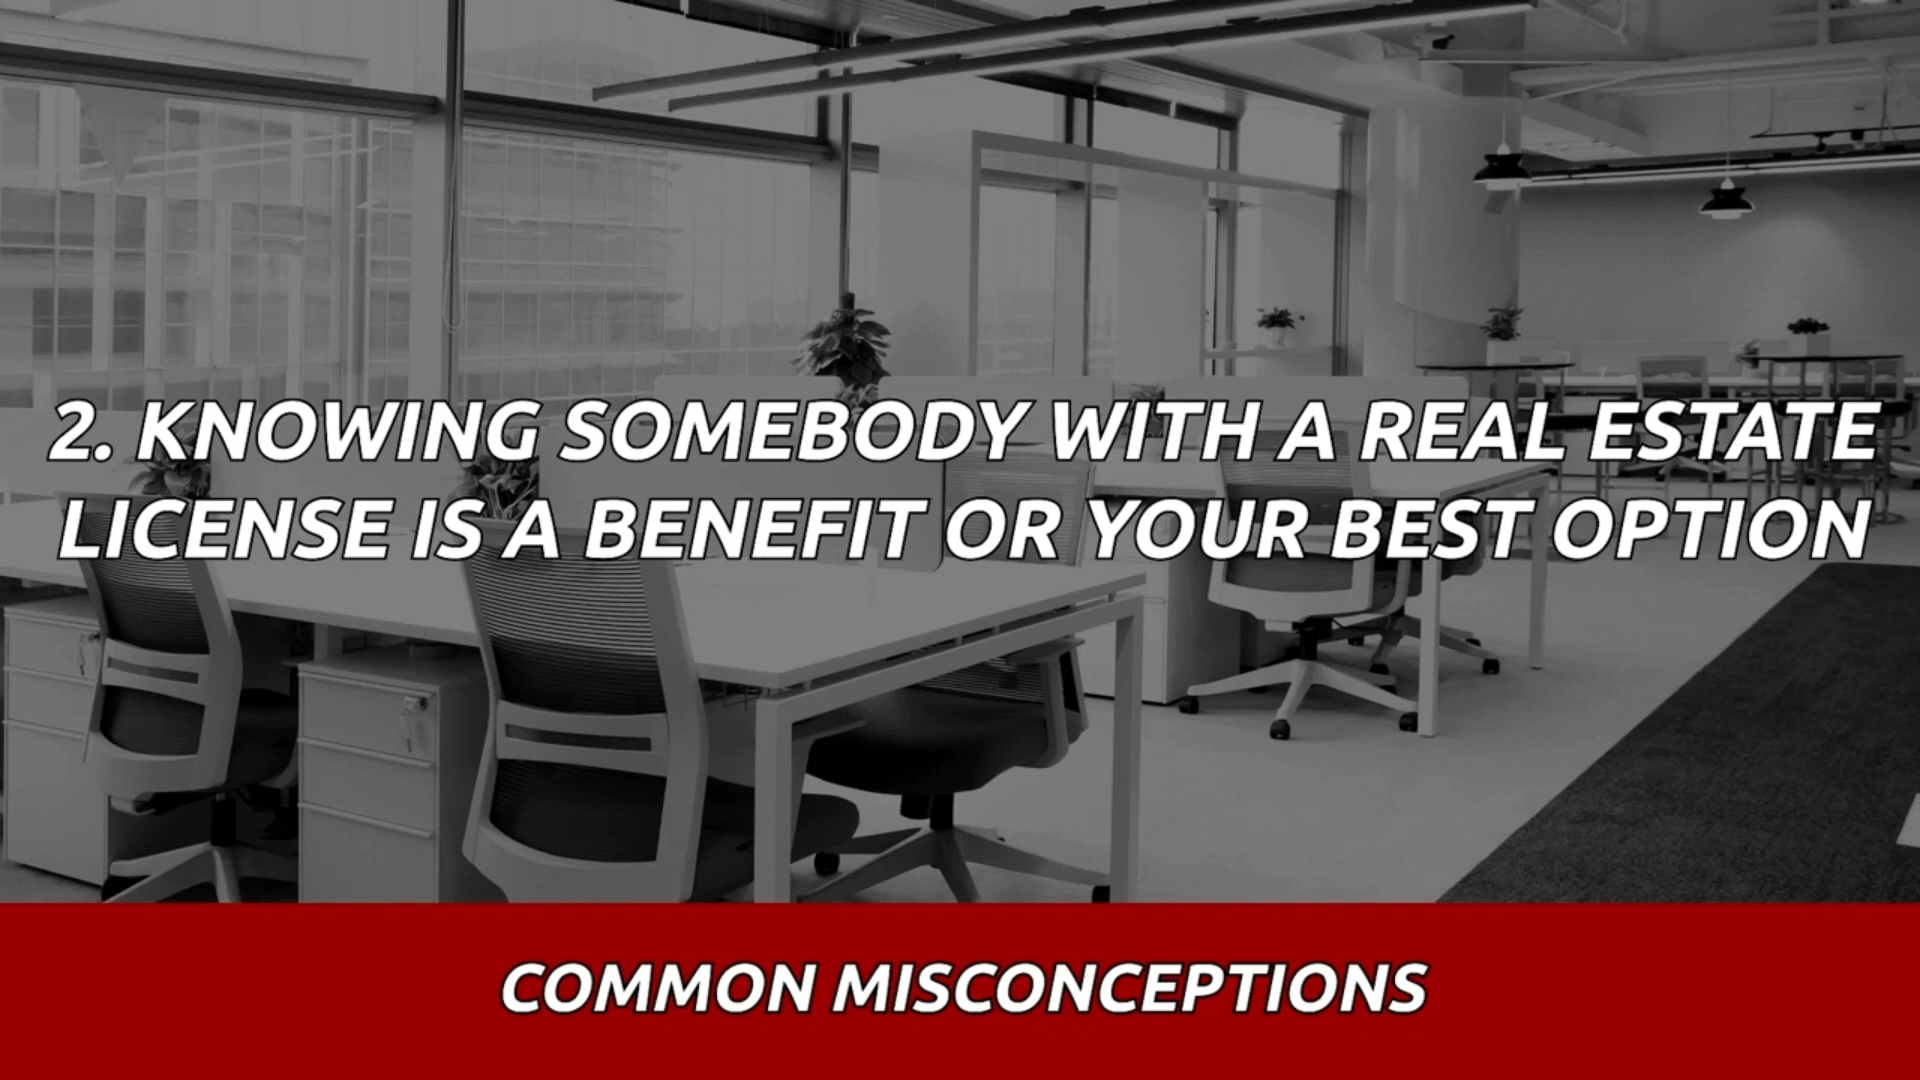 2. KNOWING SOMEBODY WITH A REAL ESTATE
LICENSE IS A BENEFIT OR YOUR BEST OPTION
COMMON MISCONCEPTIONS